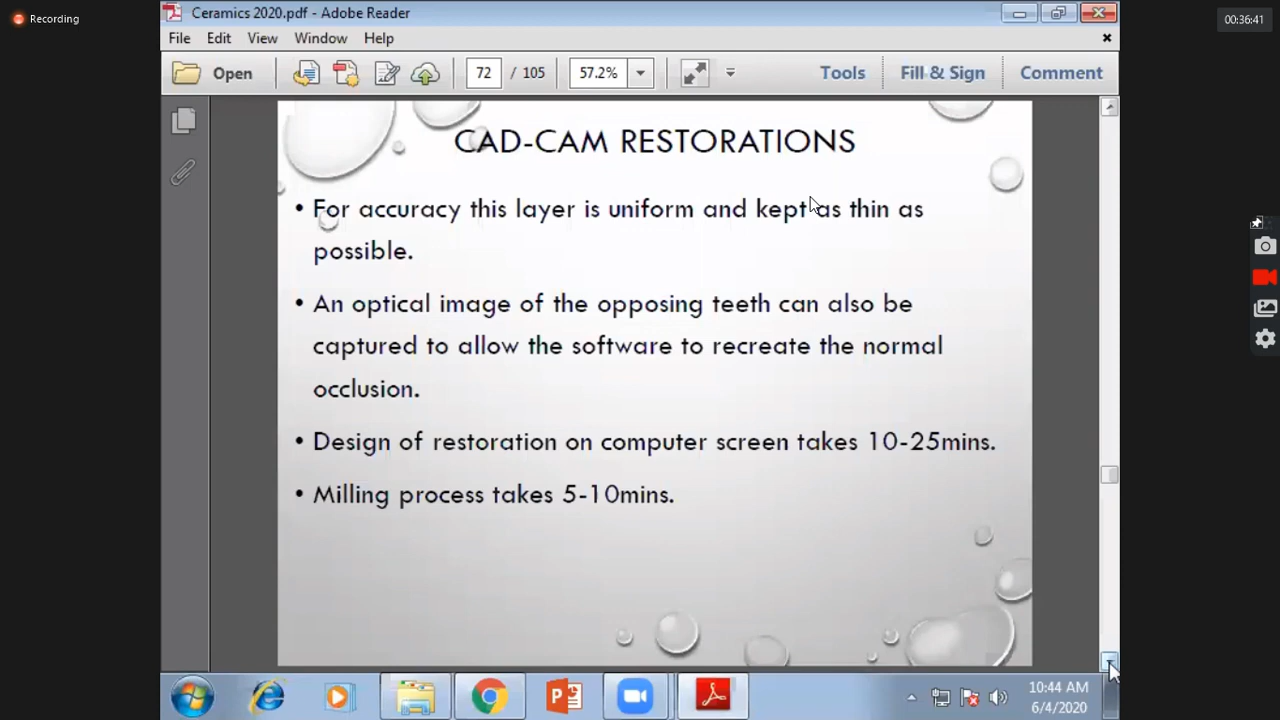 Recording
Ceramics 2020.pdf - Adobe Reader
00:36:41
File Edit View Window Help
Open 72 / 105 57.2% Tools Fill & Sign Comment
CAD-CAM RESTORATIONS
• For accuracy this layer is uniform and kept as thin as
possible.
• An optical image of the opposing teeth can also be
captured to allow the software to recreate the normal
occlusion.
• Design of restoration on computer screen takes 10-25mins.
• Milling process takes 5-10mins.
10:44 AM
6/4/2020